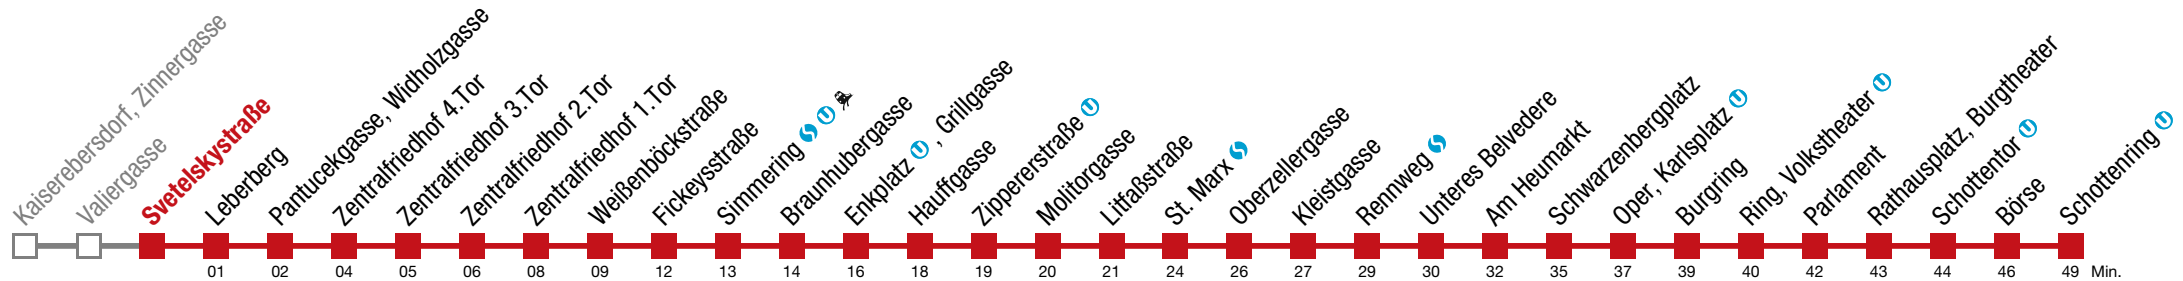 Kaiserebersdorf, Zinnergasse
Valiergasse
Svetelskystraße
Leberberg
Pantucekgasse, Widholzgasse
Zentralfriedhof 4.Tor
Zentralfriedhof 3.Tor
Zentralfriedhof 2.Tor
Zentralfriedhof 1.Tor
Weißenböckstraße
Fickeysstraße
Simmering S U
Braunhubergasse
Enkplatz U , Grillgasse
Hauffgasse
Zippererstraße U
Molitorgasse
Litfaßstraße
St. Marx S
Oberzellergasse
Kleistgasse
Rennweg S
Unteres Belvedere
Am Heumarkt
Schwarzenbergplatz
Oper, Karlsplatz U
Burgring
Ring, Volkstheater U
Parlament
Rathausplatz, Burgtheater
Schottentor U
Börse
Schottenring U
01 02 04 05 06 08 09 12 13 14 16 18 19 20 21 24 26 27 29 30 32 35 37 39 40 42 43 44 46 49 Min.